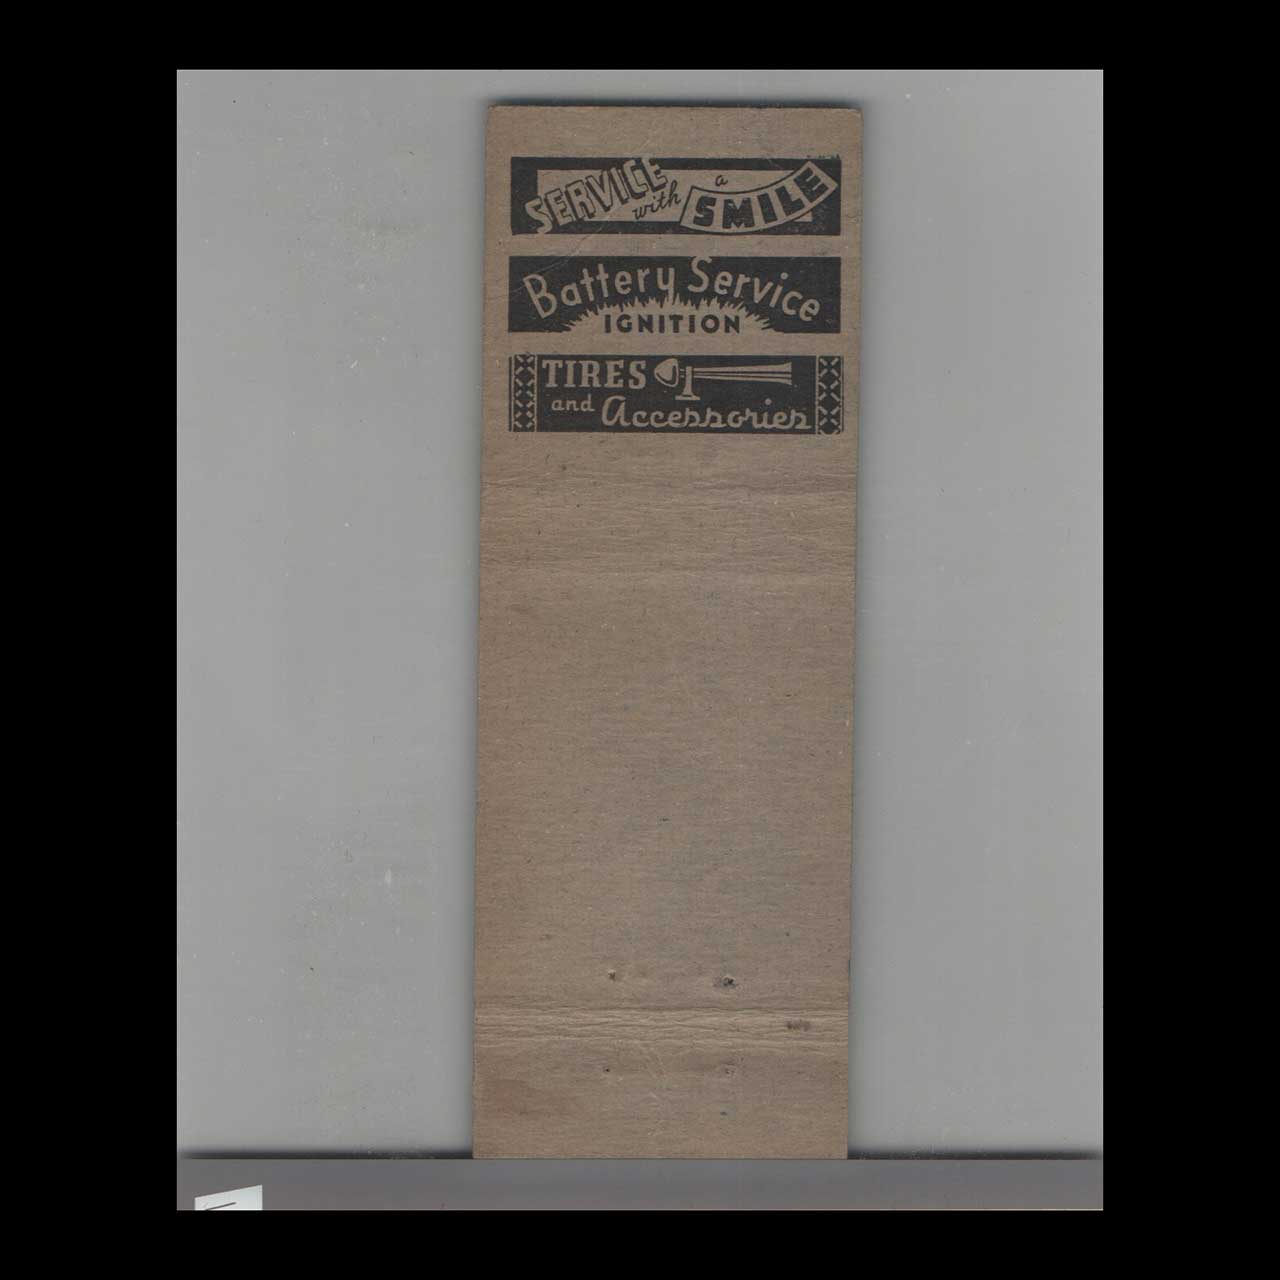 SERVICE with a SMILE
Battery Service
IGNITION
TIRES
and Accessories